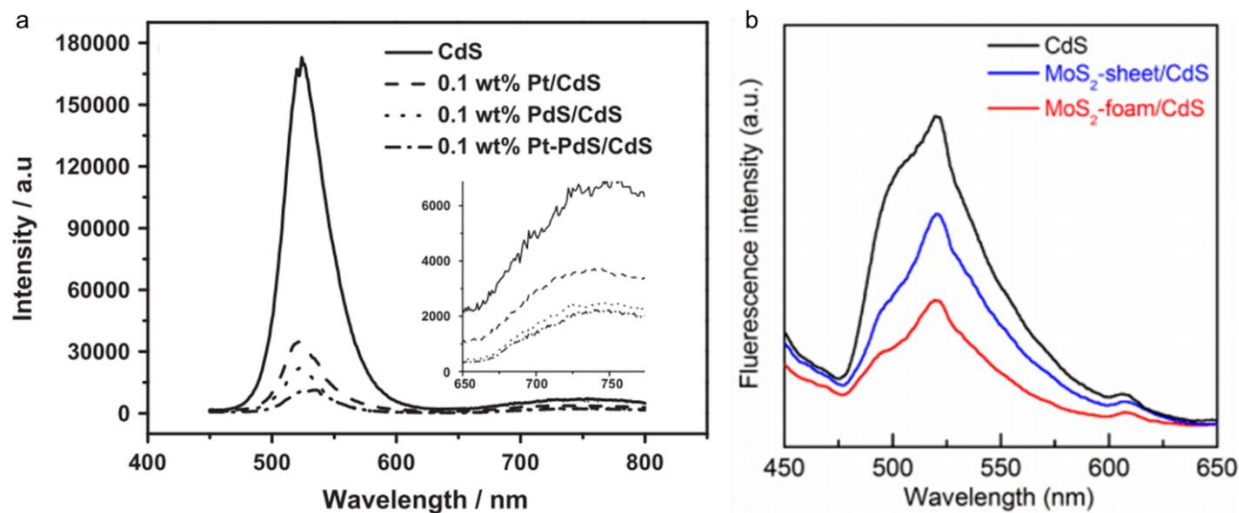 a
180000
150000
120000
90000
60000
30000
0
Intensity / a.u
400
500
600
700
800
Wavelength / nm
CdS
0.1 wt% Pt/CdS
0.1 wt% PdS/CdS
0.1 wt% Pt-PdS/CdS
6000
4000
2000
0
650
700
750
b
Fluerescence intensity (a.u.)
450
500
550
600
650
Wavelength (nm)
CdS
MoS₂-sheet/CdS
MoS₂-foam/CdS